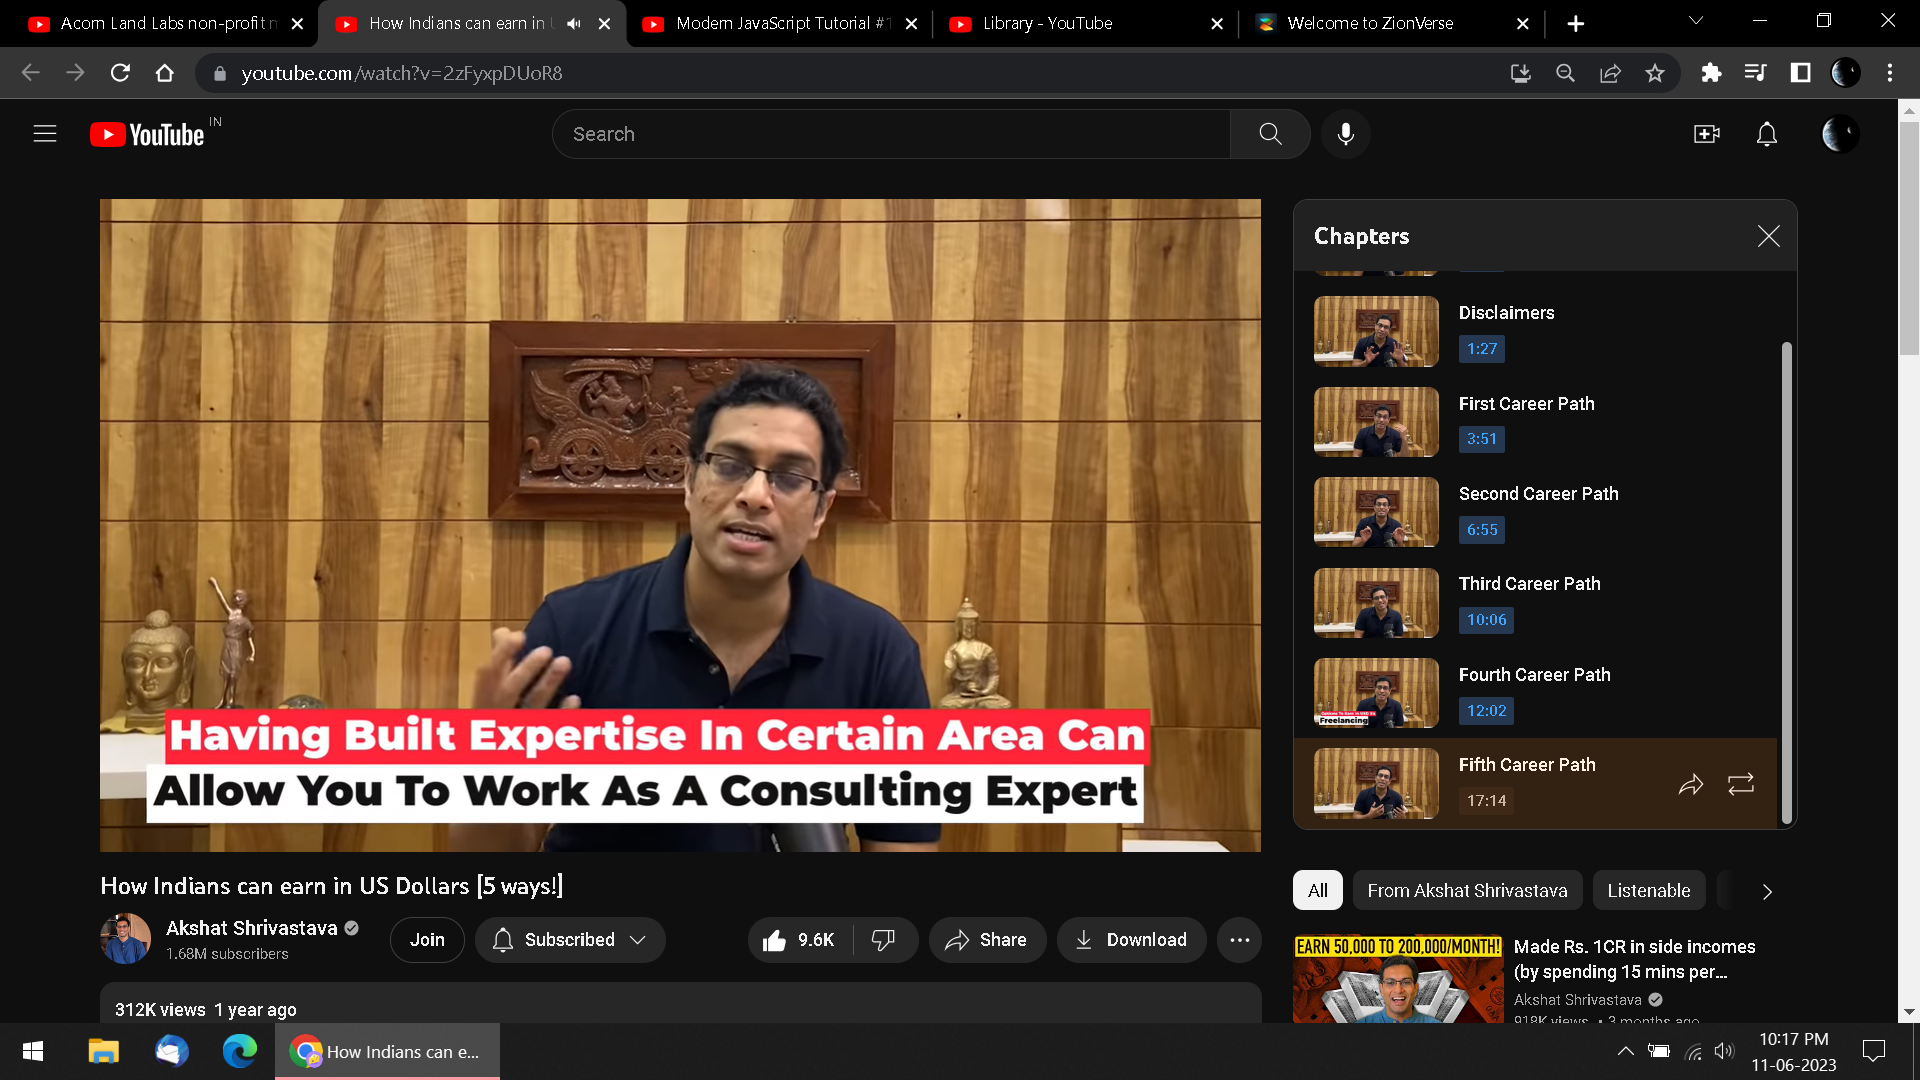 Acorn Land Labs non-profit
How Indians can earn in
Modern JavaScript Tutorial #1
Library - YouTube
Welcome to ZionVerse
youtube.com/watch?v=2zFyxpDUoR8
YouTube IN
Search
Chapters
Disclaimers
1:27
First Career Path
3:51
Second Career Path
6:55
Third Career Path
10:06
Fourth Career Path
12:02
Freelancing
Fifth Career Path
17:14
Having Built Expertise In Certain Area Can
Allow You To Work As A Consulting Expert
How Indians can earn in US Dollars [5 ways!]
Akshat Shrivastava
1.68M subscribers
Join
Subscribed
9.6K
Share
Download
312K views 1 year ago
All
From Akshat Shrivastava
Listenable
EARN 50,000 TO 200,000/MONTH!
Made Rs. 1CR in side incomes
(by spending 15 mins per...
Akshat Shrivastava
918K views • 3 months ago
How Indians can e...
10:17 PM
11-06-2023